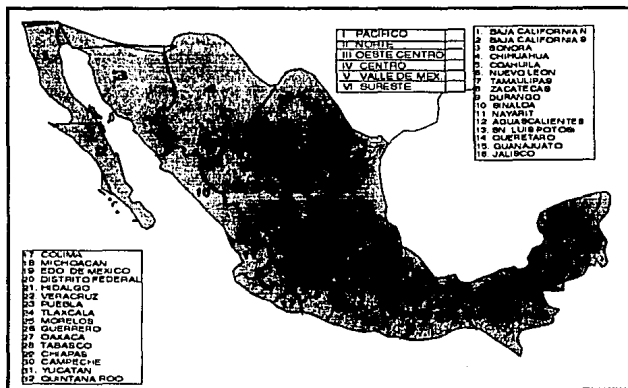 I PACIFICO
II NORTE
III OESTE CENTRO
IV CENTRO
V VALLE DE MEX.
VI SURESTE
1. BAJA CALIFORNIA N
2 BAJA CALIFORNIA S
3 SONORA
4. CHIHUAHUA
5 COAHUILA
6 NUEVO LEON
7 TAMAULIPAS
8 ZACATECAS
9 DURANGO
10 SINALOA
11 NAYARIT
12 AGUASCALIENTES
13. SN LUIS POTOSI
14 QUERETARO
15. GUANAJUATO
16 JALISCO
17 COLIMA
18 MICHOACAN
19 EDO DE MEXICO
20 DISTRITO FEDERAL
21. HIDALGO
22. VERACRUZ
23 PUEBLA
24 TLAXCALA
25 MORELOS
26 GUERRERO
27 OAXACA
28 TABASCO
29 CHIAPAS
30 CAMPECHE
31. YUCATAN
32 QUINTANA ROO